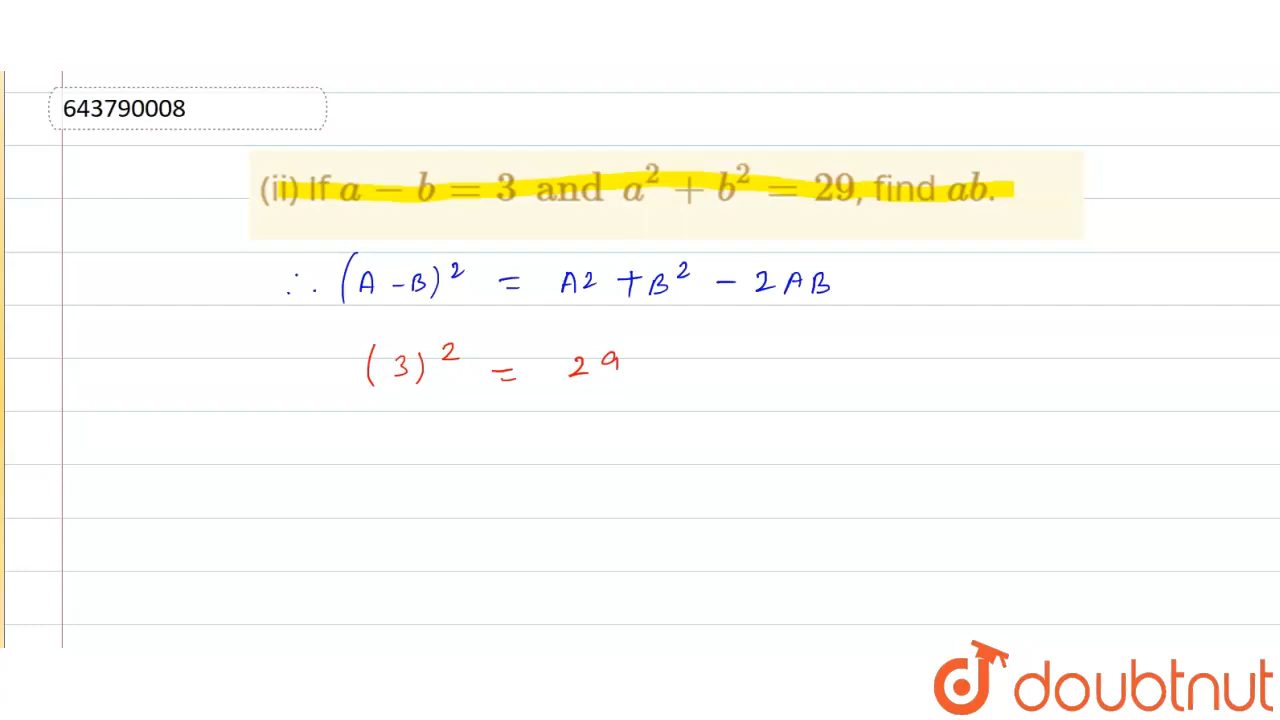 643790008
(ii) If a − b = 3 and a² + b² = 29, find ab.
∴ (A − B)² = A2 + B² − 2AB
(3)² = 29
doubtnut